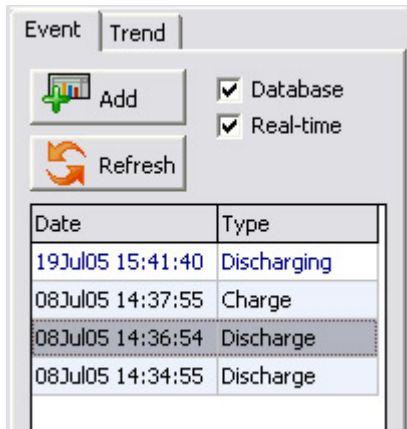 Event Trend
Add
Database
Real-time
Refresh
Date Type
19Jul05 15:41:40 Discharging
08Jul05 14:37:55 Charge
08Jul05 14:36:54 Discharge
08Jul05 14:34:55 Discharge